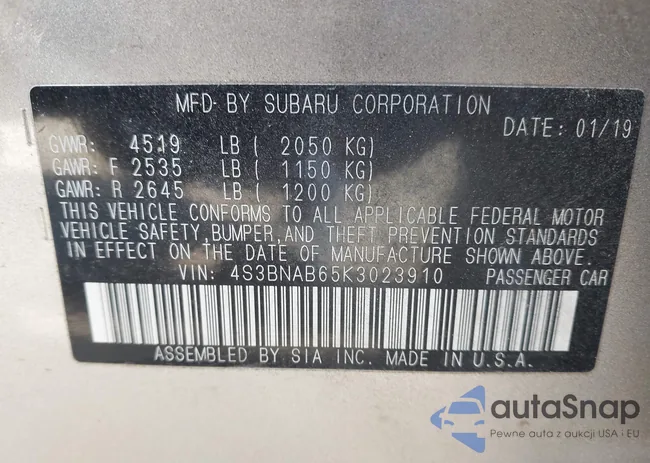 MFD. BY SUBARU CORPORATION
DATE: 01/19
GVWR: 4519 LB ( 2050 KG)
GAWR: F 2535 LB ( 1150 KG)
GAWR: R 2645 LB ( 1200 KG)
THIS VEHICLE CONFORMS TO ALL APPLICABLE FEDERAL MOTOR
VEHICLE SAFETY, BUMPER, AND THEFT PREVENTION STANDARDS
IN EFFECT ON THE DATE OF MANUFACTURE SHOWN ABOVE.
VIN: 4S3BNAB65K3023910 PASSENGER CAR
ASSEMBLED BY SIA INC. MADE IN U.S.A.
autaSnap
Pewne auta z aukcji USA i EU